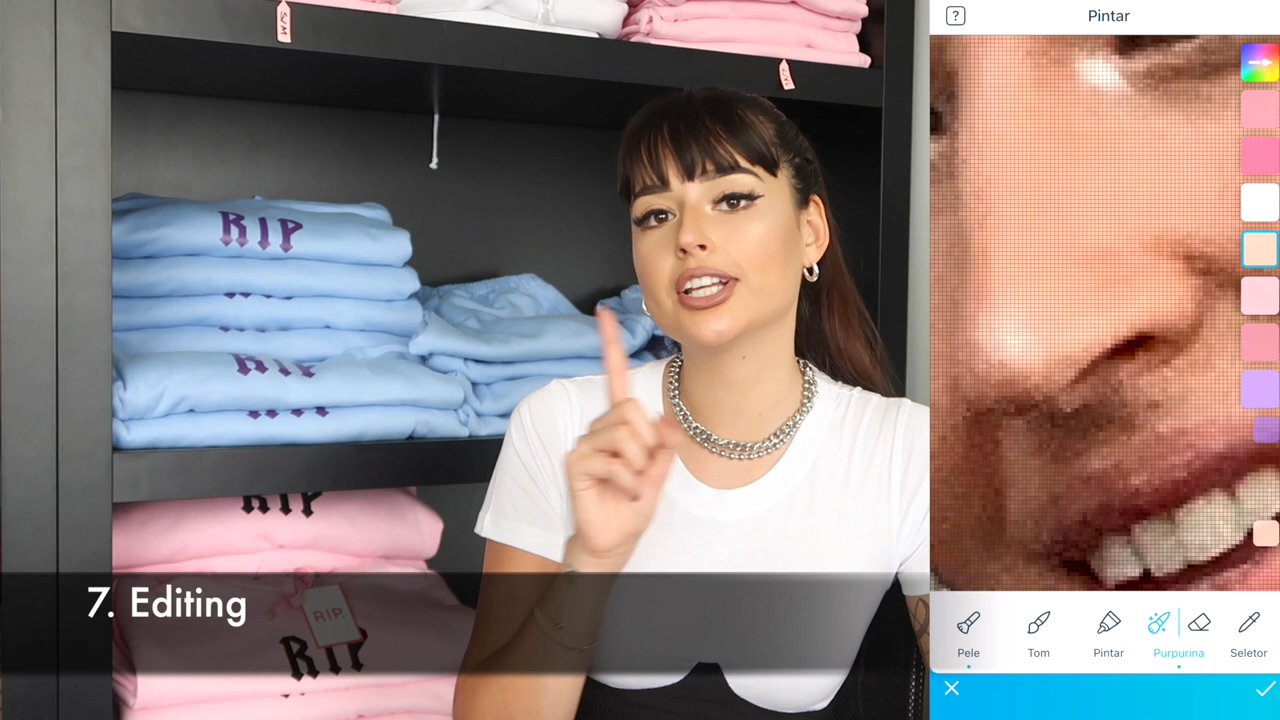 S/M
RIP
RIP
RIP
RIP.
RIP
7. Editing
?
Pintar
Pele
Tom
Pintar
Purpurina
Seletor